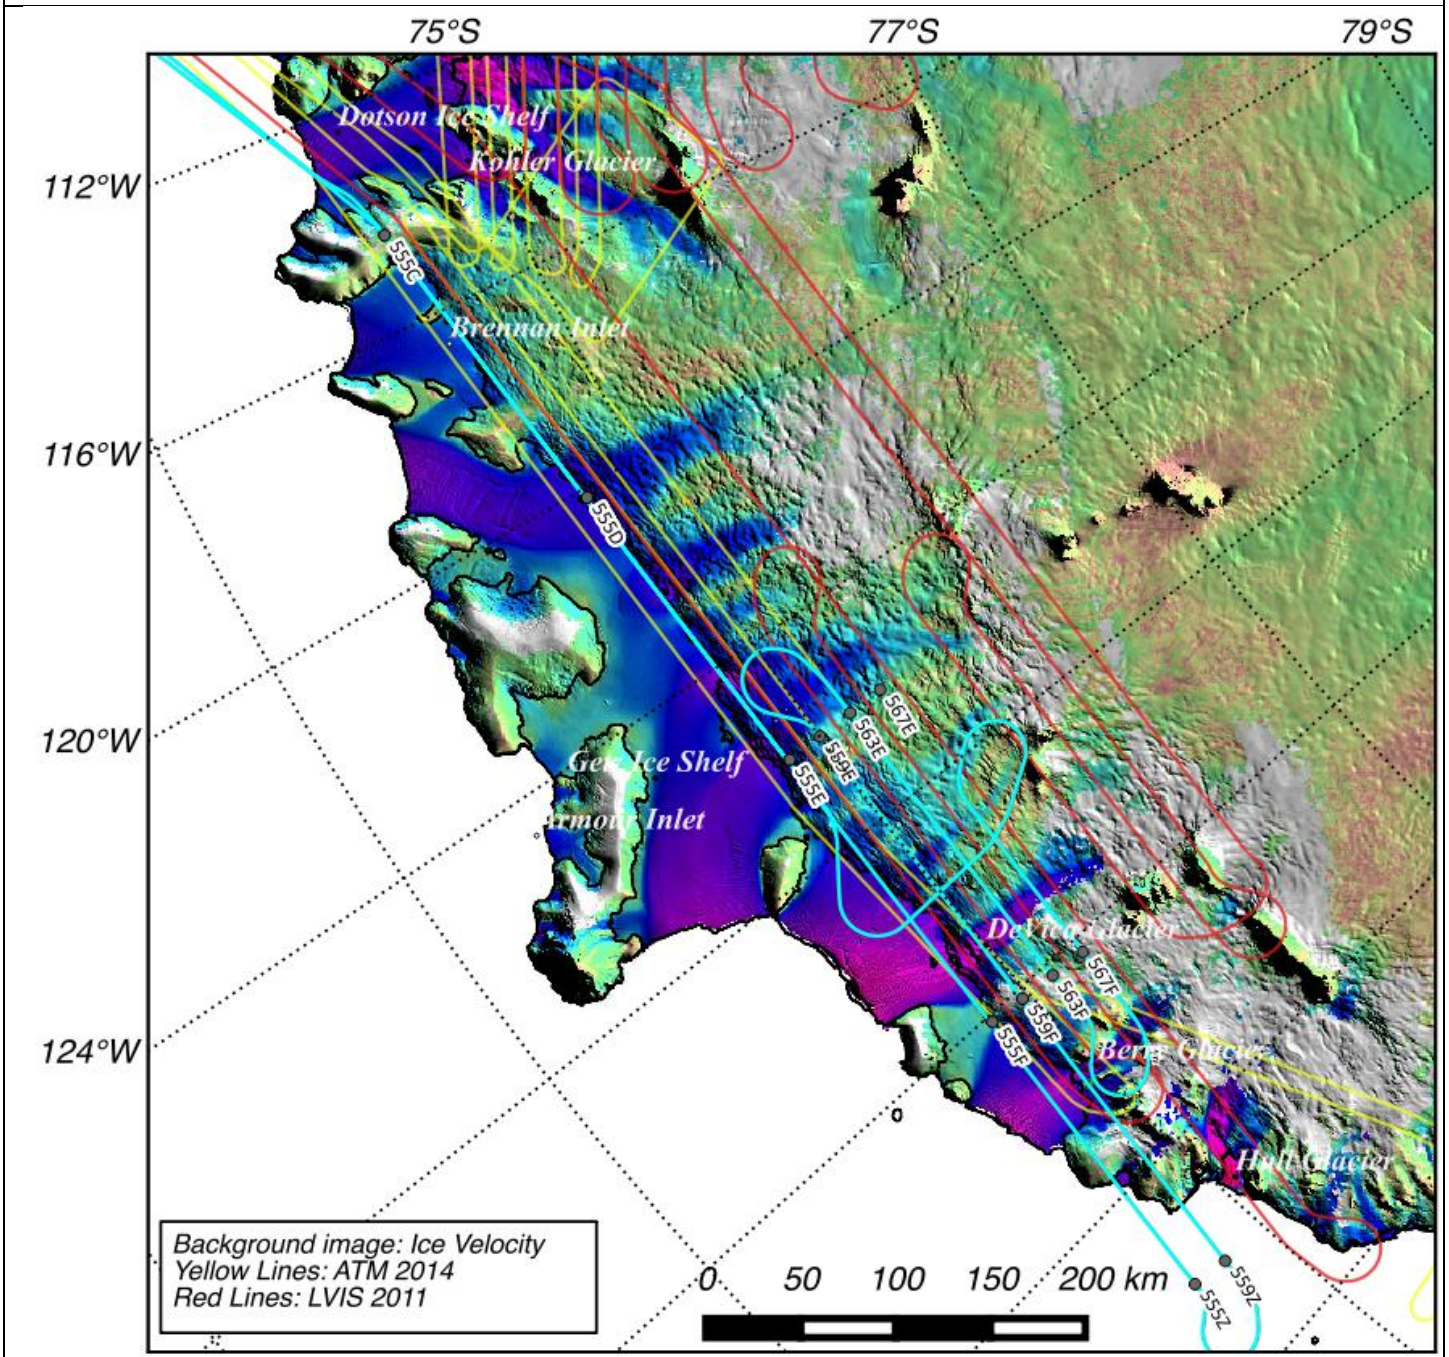 75°S 77°S 79°S
Dotson Ice Shelf
Kohler Glacier
112°W
555C
Brennan Inlet
116°W
555D
567E
563E
559E
555E
120°W
Getz Ice Shelf
Armour Inlet
DeVicq Glacier
567F
563F
559F
555F
124°W
Berry Glacier
Hull Glacier
Background image: Ice Velocity
Yellow Lines: ATM 2014
Red Lines: LVIS 2011
0 50 100 150 200 km
559Z
555Z